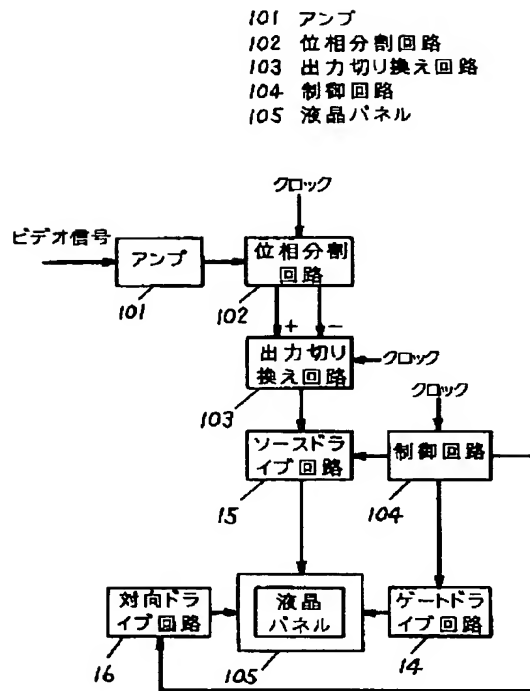 101 アンプ
102 位相分割回路
103 出力切り換え回路
104 制御回路
105 液晶パネル
クロック
ビデオ信号
アンプ
101
位相分割
回路
102
+ −
出力切り
換え回路
103
クロック
クロック
ソースドラ
イブ回路
15
制御回路
104
対向ドラ
イブ回路
16
液晶
パネル
105
ゲートドラ
イブ回路
14